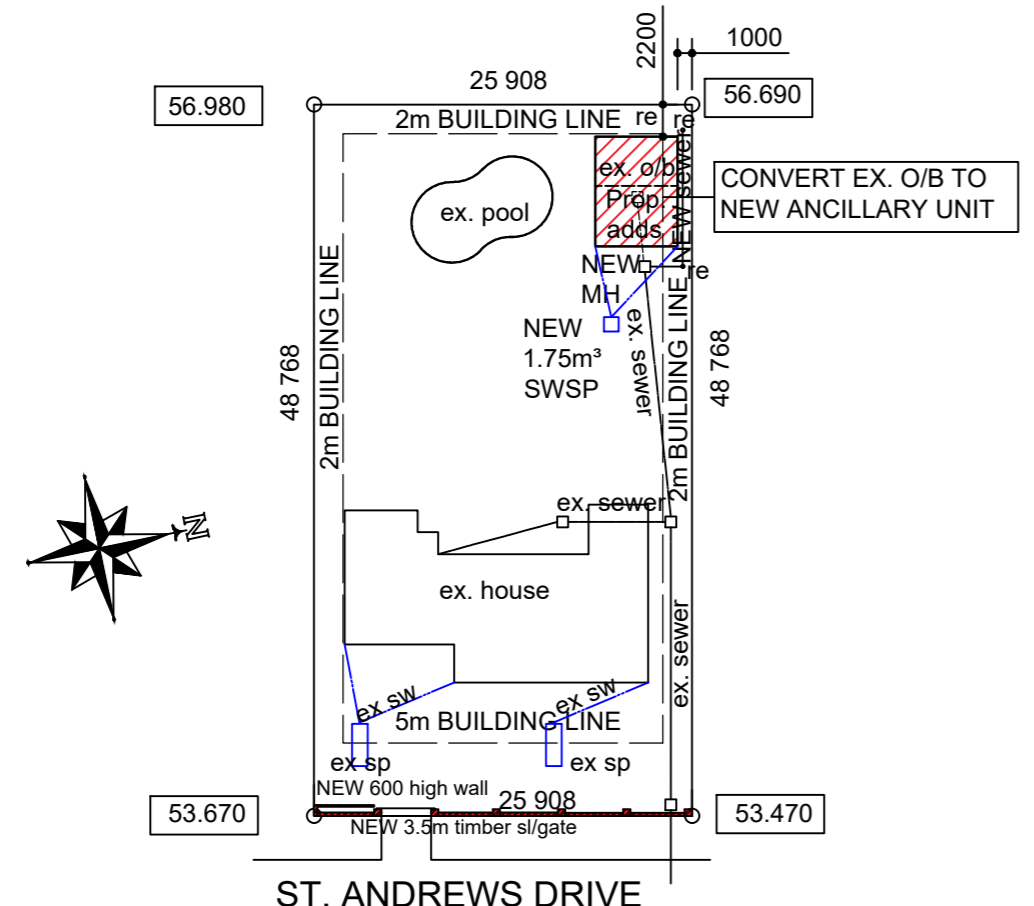 2200
1000
25 908
56.980
56.690
2m BUILDING LINE
re
re
ex. o/b
Prop.
adds
NEW sewer
CONVERT EX. O/B TO
NEW ANCILLARY UNIT
ex. pool
NEW
MH
re
NEW
1.75m³
SWSP
ex. sewer
2m BUILDING LINE
48 768
2m BUILDING LINE
48 768
N
ex. sewer
ex. house
ex. sewer
ex sw
ex sw
5m BUILDING LINE
ex sp
ex sp
NEW 600 high wall
25 908
53.670
53.470
NEW 3.5m timber sl/gate
ST. ANDREWS DRIVE